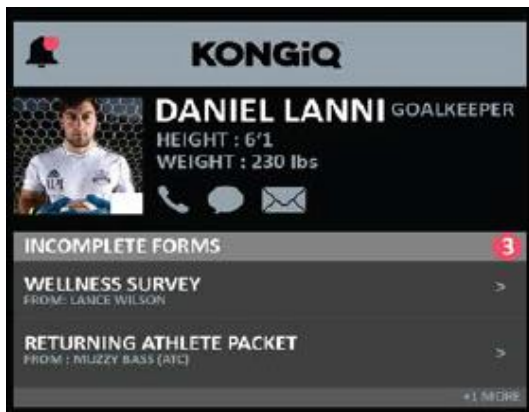 KONGiQ
DANIEL LANNI GOALKEEPER
HEIGHT : 6'1
WEIGHT : 230 lbs
INCOMPLETE FORMS 3
WELLNESS SURVEY >
FROM: LANCE WILSON
RETURNING ATHLETE PACKET >
FROM : MUZZY BASS (ATC)
+1 MORE